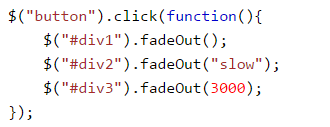 $("button").click(function(){
    $("#div1").fadeOut();
    $("#div2").fadeOut("slow");
    $("#div3").fadeOut(3000);
});